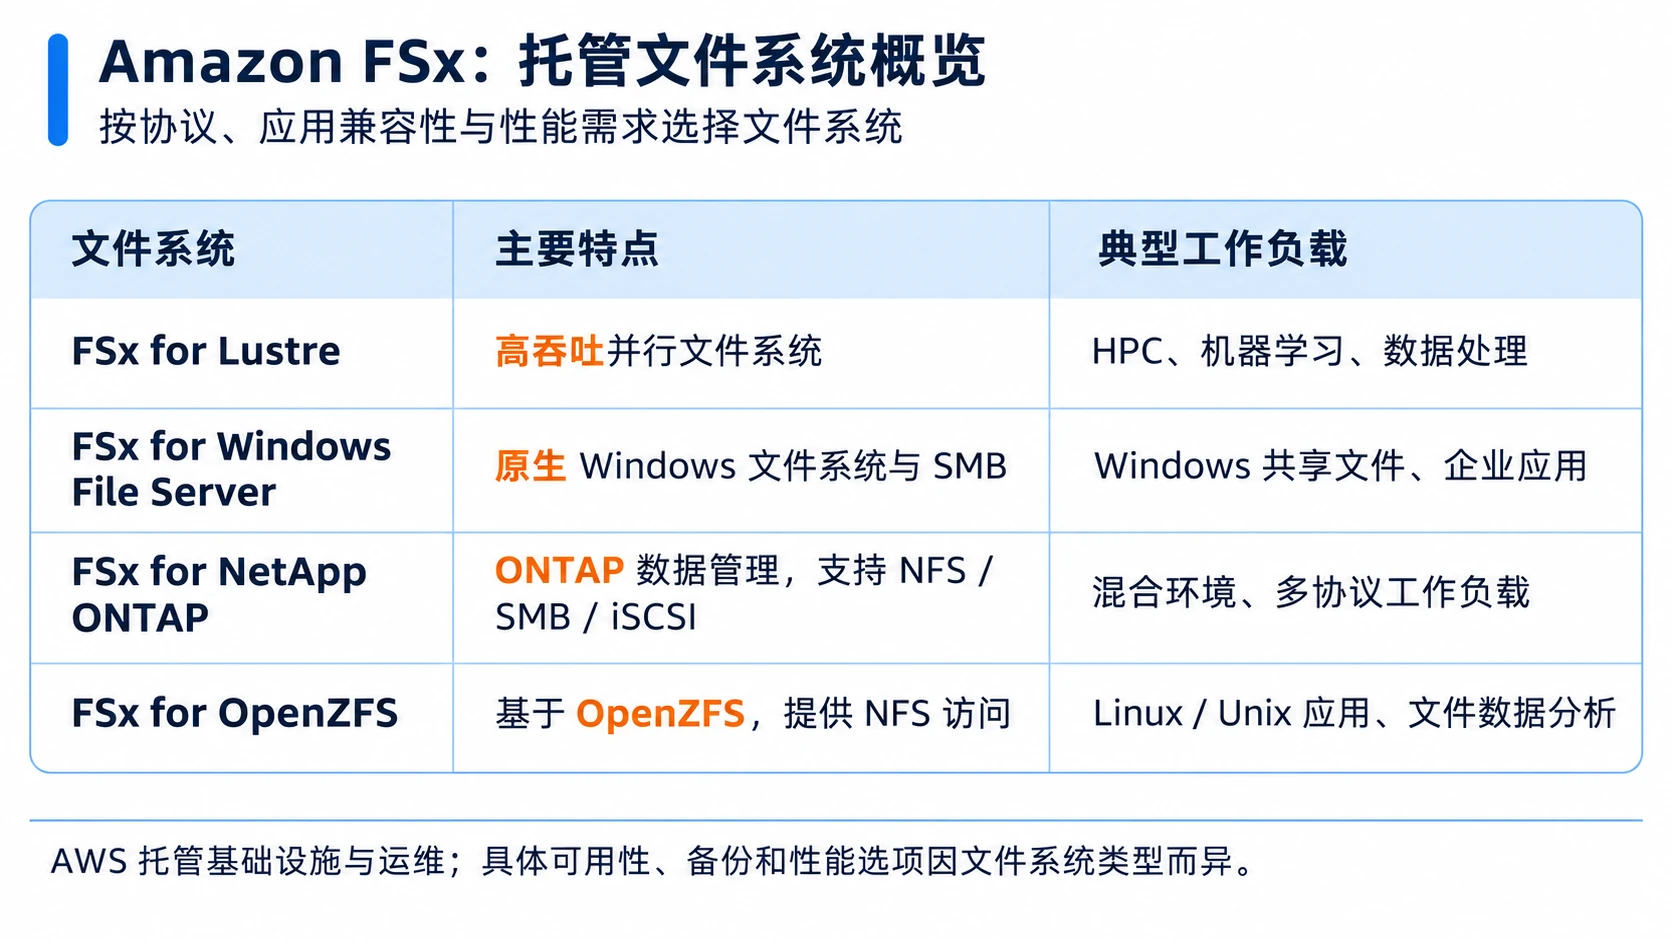 Amazon FSx：托管文件系统概览
按协议、应用兼容性与性能需求选择文件系统
文件系统
主要特点
典型工作负载
FSx for Lustre
高吞吐并行文件系统
HPC、机器学习、数据处理
FSx for Windows
File Server
原生 Windows 文件系统与 SMB
Windows 共享文件、企业应用
FSx for NetApp
ONTAP
ONTAP 数据管理，支持 NFS /
SMB / iSCSI
混合环境、多协议工作负载
FSx for OpenZFS
基于 OpenZFS，提供 NFS 访问
Linux / Unix 应用、文件数据分析
AWS 托管基础设施与运维；具体可用性、备份和性能选项因文件系统类型而异。